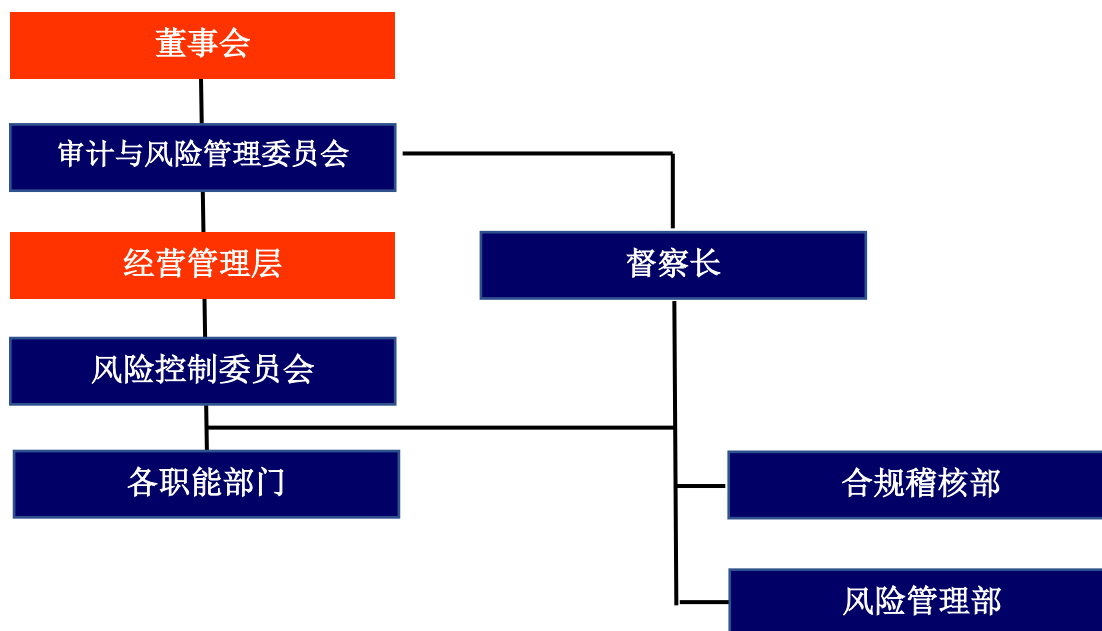 董事会
审计与风险管理委员会
经营管理层
督察长
风险控制委员会
各职能部门
合规稽核部
风险管理部